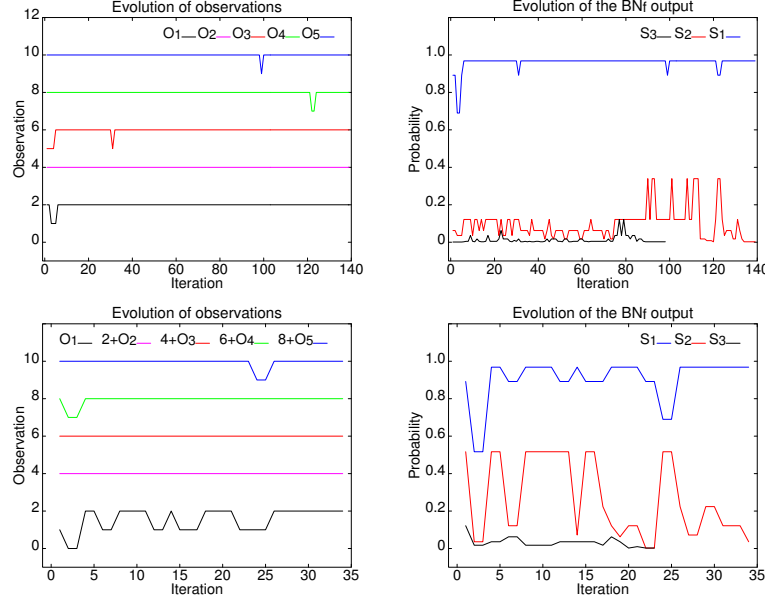 Evolution of observations
O1 O2 O3 O4 O5
12
10
8
6
4
2
0
Observation
0 20 40 60 80 100 120 140
Iteration
Evolution of the BNf output
S3 S2 S1
1.0
0.8
0.6
0.4
0.2
0
Probability
0 20 40 60 80 100 120 140
Iteration
Evolution of observations
O1 2+O2 4+O3 6+O4 8+O5
10
8
6
4
2
0
Observation
0 5 10 15 20 25 30 35
Iteration
Evolution of the BNf output
S1 S2 S3
1.0
0.8
0.6
0.4
0.2
0
Probability
0 5 10 15 20 25 30 35
Iteration